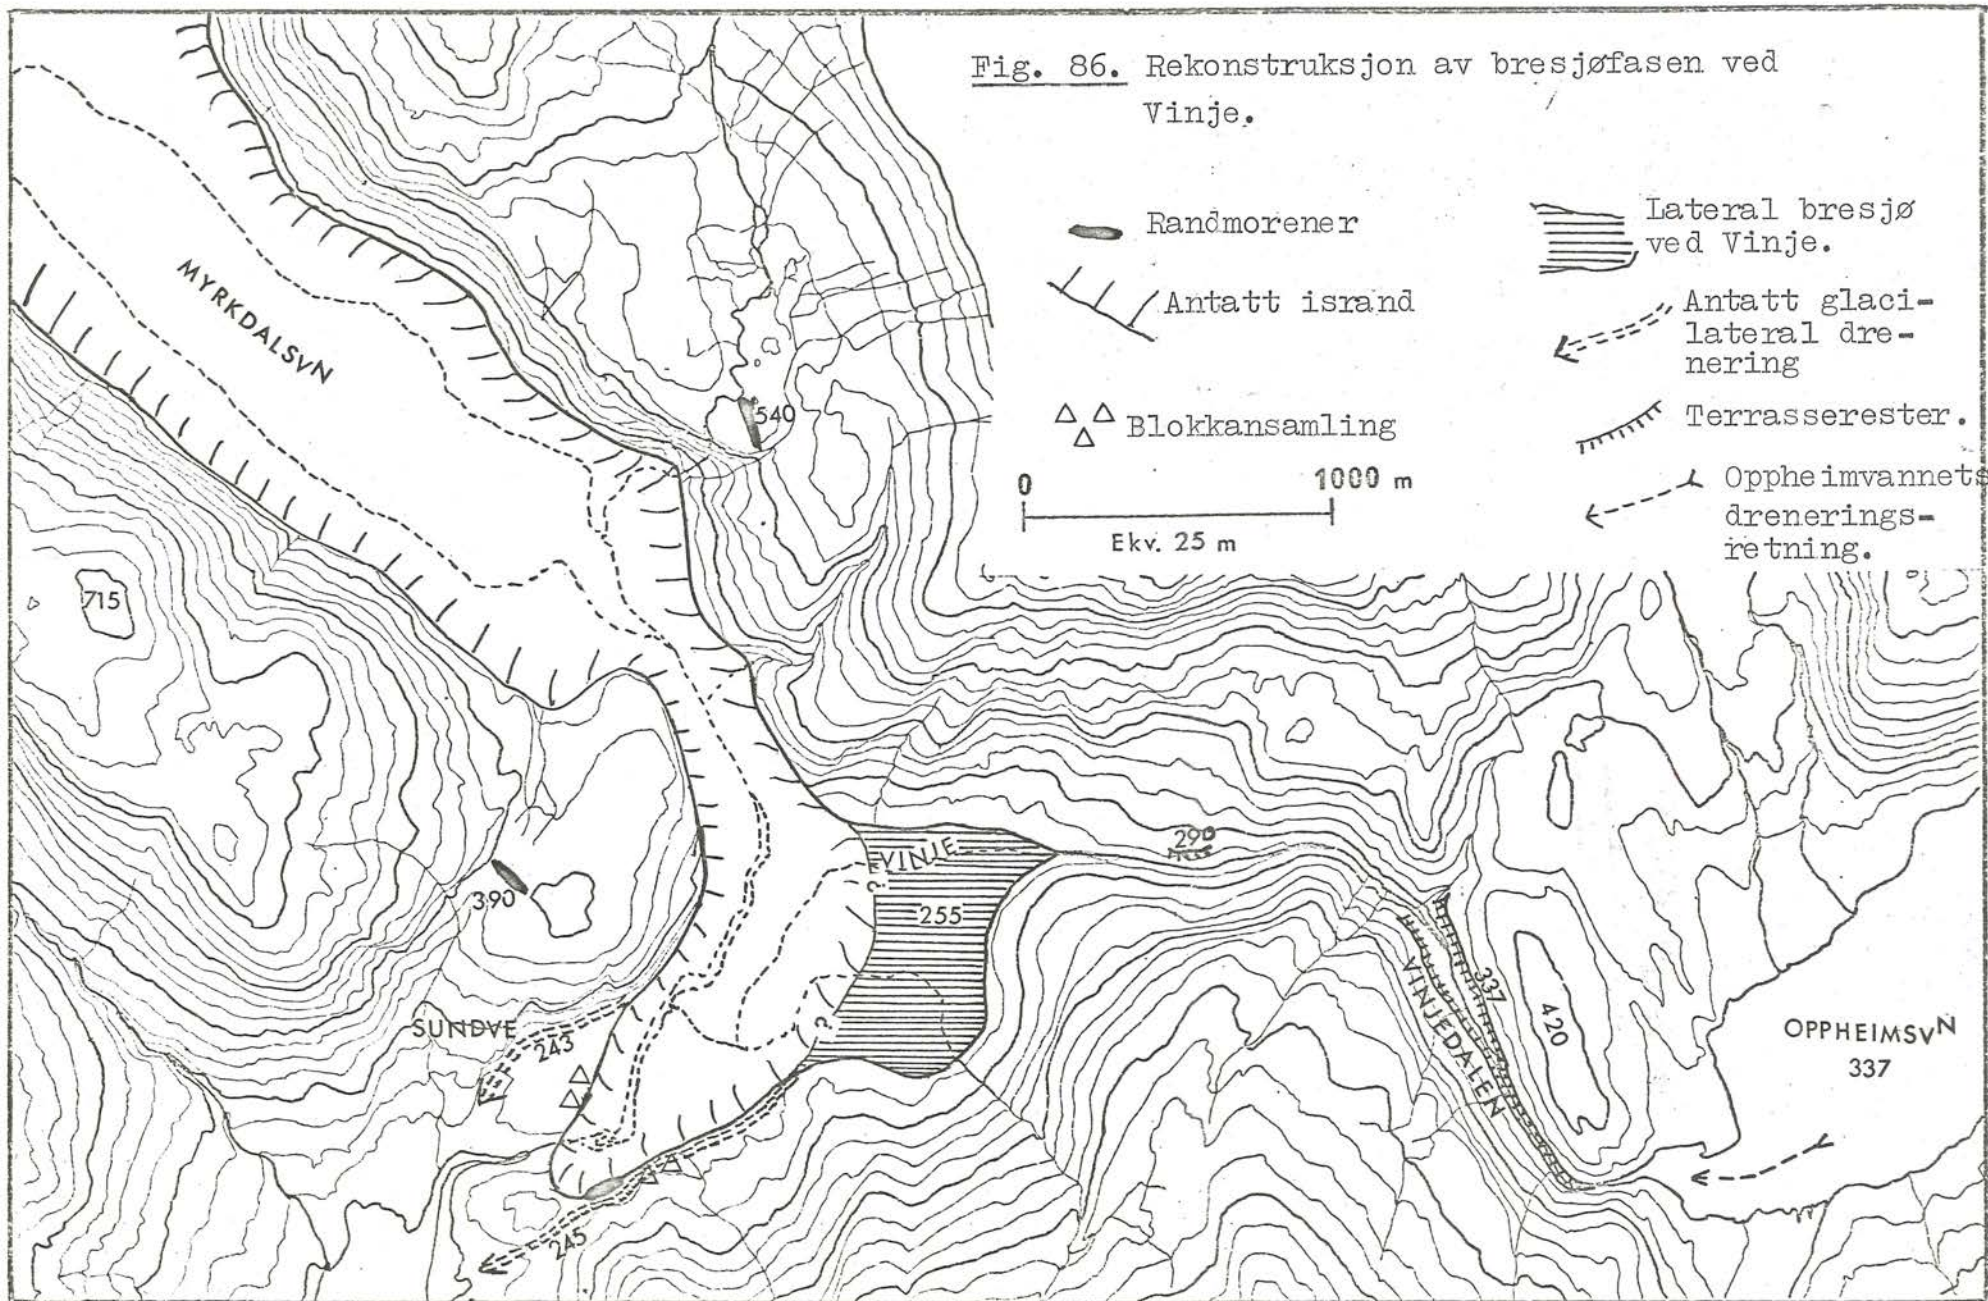 Fig. 86. Rekonstruksjon av bresjøfasen ved
Vinje.
Randmorener
Antatt isrand
Blokkansamling
0 1000 m
Ekv. 25 m
Lateral bresjø
ved Vinje.
Antatt glaci-
lateral dre-
nering
Terrasserester.
Oppheimvannets
drenerings-
retning.
MYRKDALSVN
540
715
290
VINJE
?
390
255
337
VINJEDALEN
420
OPPHEIMSVN
337
SUNDVE
243
?
245